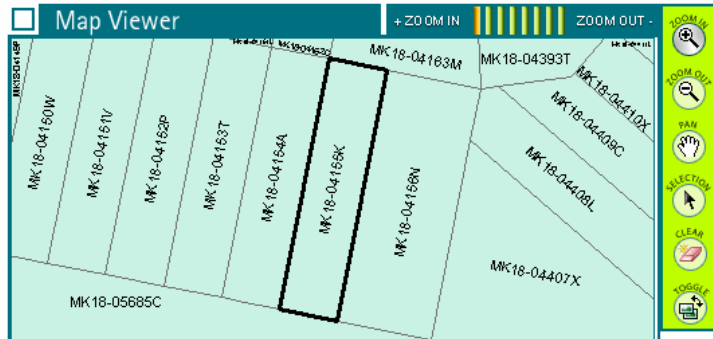 Map Viewer
+ ZOOM IN
ZOOM OUT -
ZOOM IN
ZOOM OUT
PAN
SELECTION
CLEAR
TOGGLE
MK18-04163M
MK18-04393T
MK18-04410X
MK18-04409C
MK18-04408L
MK18-04407X
MK18-04160W
MK18-04161V
MK18-04162P
MK18-04163T
MK18-04164A
MK18-04165K
MK18-04166N
MK18-05685C